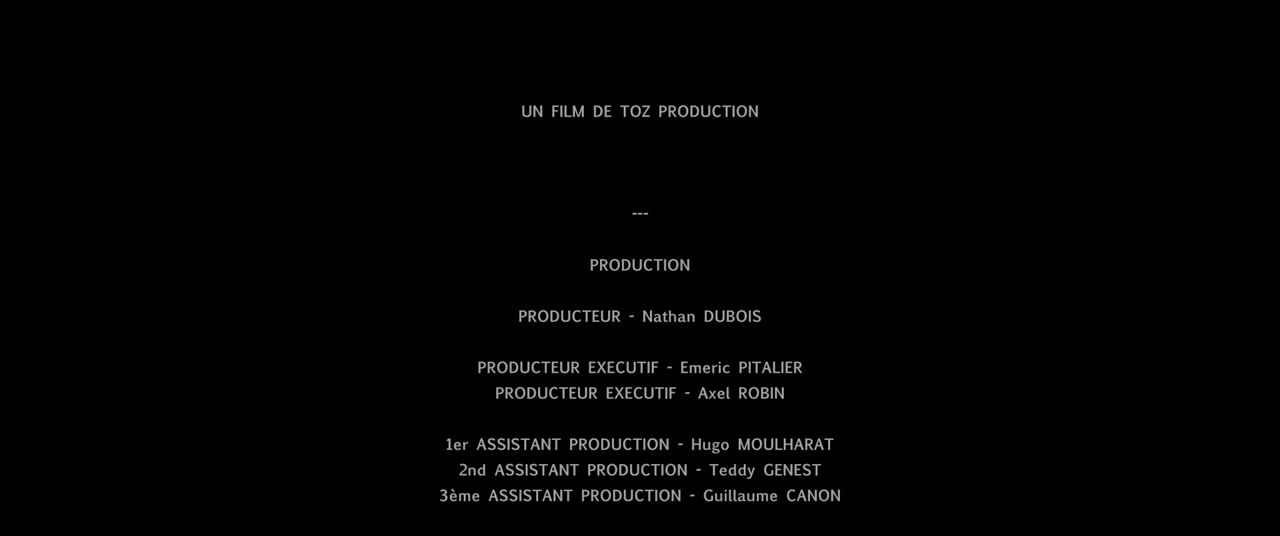 UN FILM DE TOZ PRODUCTION
---
PRODUCTION
PRODUCTEUR - Nathan DUBOIS
PRODUCTEUR EXECUTIF - Emeric PITALIER
PRODUCTEUR EXECUTIF - Axel ROBIN
1er ASSISTANT PRODUCTION - Hugo MOULHARAT
2nd ASSISTANT PRODUCTION - Teddy GENEST
3ème ASSISTANT PRODUCTION - Guillaume CANON